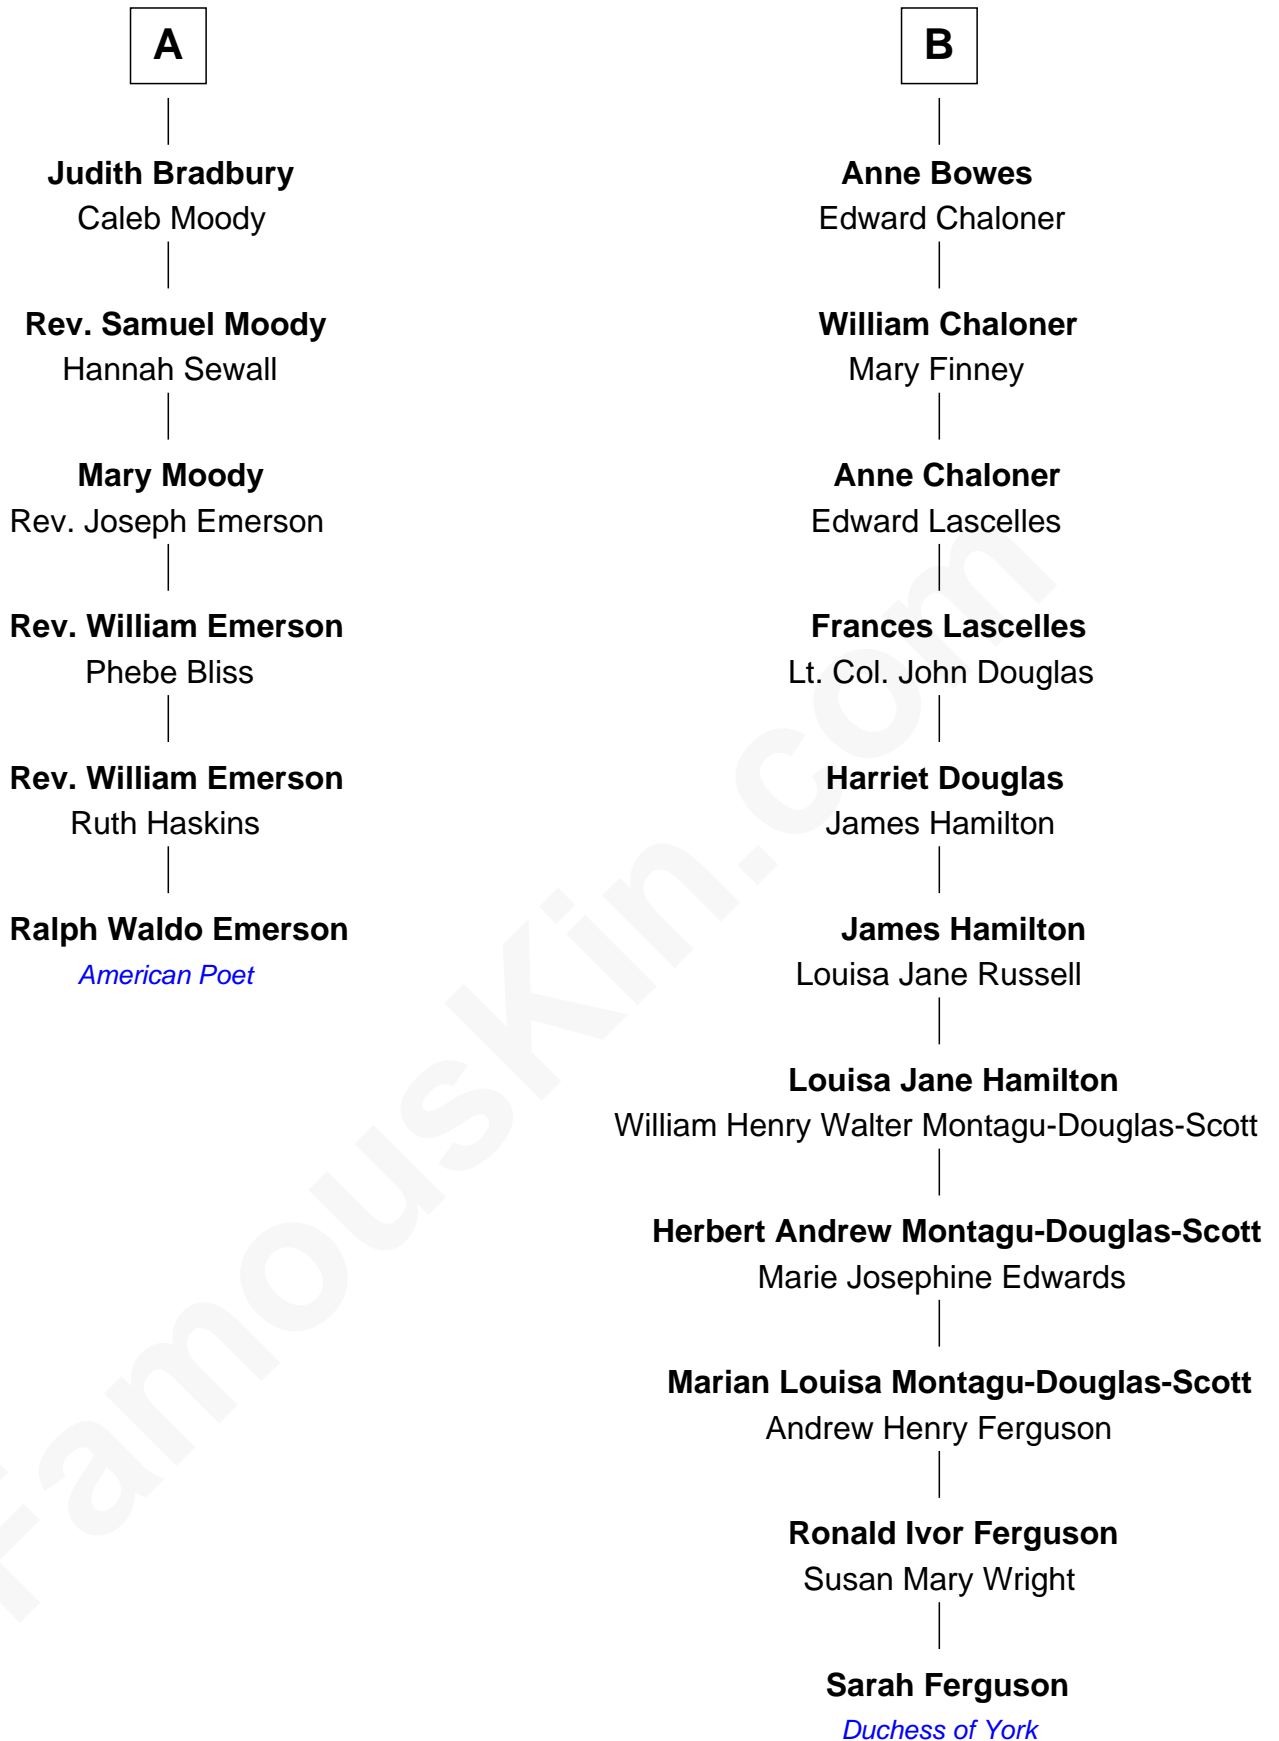 A
Judith Bradbury
Caleb Moody
Rev. Samuel Moody
Hannah Sewall
Mary Moody
Rev. Joseph Emerson
Rev. William Emerson
Phebe Bliss
Rev. William Emerson
Ruth Haskins
Ralph Waldo Emerson
American Poet
B
Anne Bowes
Edward Chaloner
William Chaloner
Mary Finney
Anne Chaloner
Edward Lascelles
Frances Lascelles
Lt. Col. John Douglas
Harriet Douglas
James Hamilton
James Hamilton
Louisa Jane Russell
Louisa Jane Hamilton
William Henry Walter Montagu-Douglas-Scott
Herbert Andrew Montagu-Douglas-Scott
Marie Josephine Edwards
Marian Louisa Montagu-Douglas-Scott
Andrew Henry Ferguson
Ronald Ivor Ferguson
Susan Mary Wright
Sarah Ferguson
Duchess of York
FamousKin.com